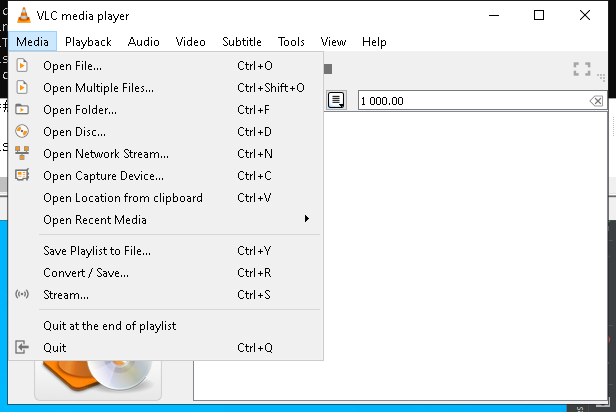 VLC media player
Media Playback Audio Video Subtitle Tools View Help
Open File... Ctrl+O
Open Multiple Files... Ctrl+Shift+O
Open Folder... Ctrl+F
Open Disc... Ctrl+D
Open Network Stream... Ctrl+N
Open Capture Device... Ctrl+C
Open Location from clipboard Ctrl+V
Open Recent Media
Save Playlist to File... Ctrl+Y
Convert / Save... Ctrl+R
Stream... Ctrl+S
Quit at the end of playlist
Quit Ctrl+Q
1 000.00